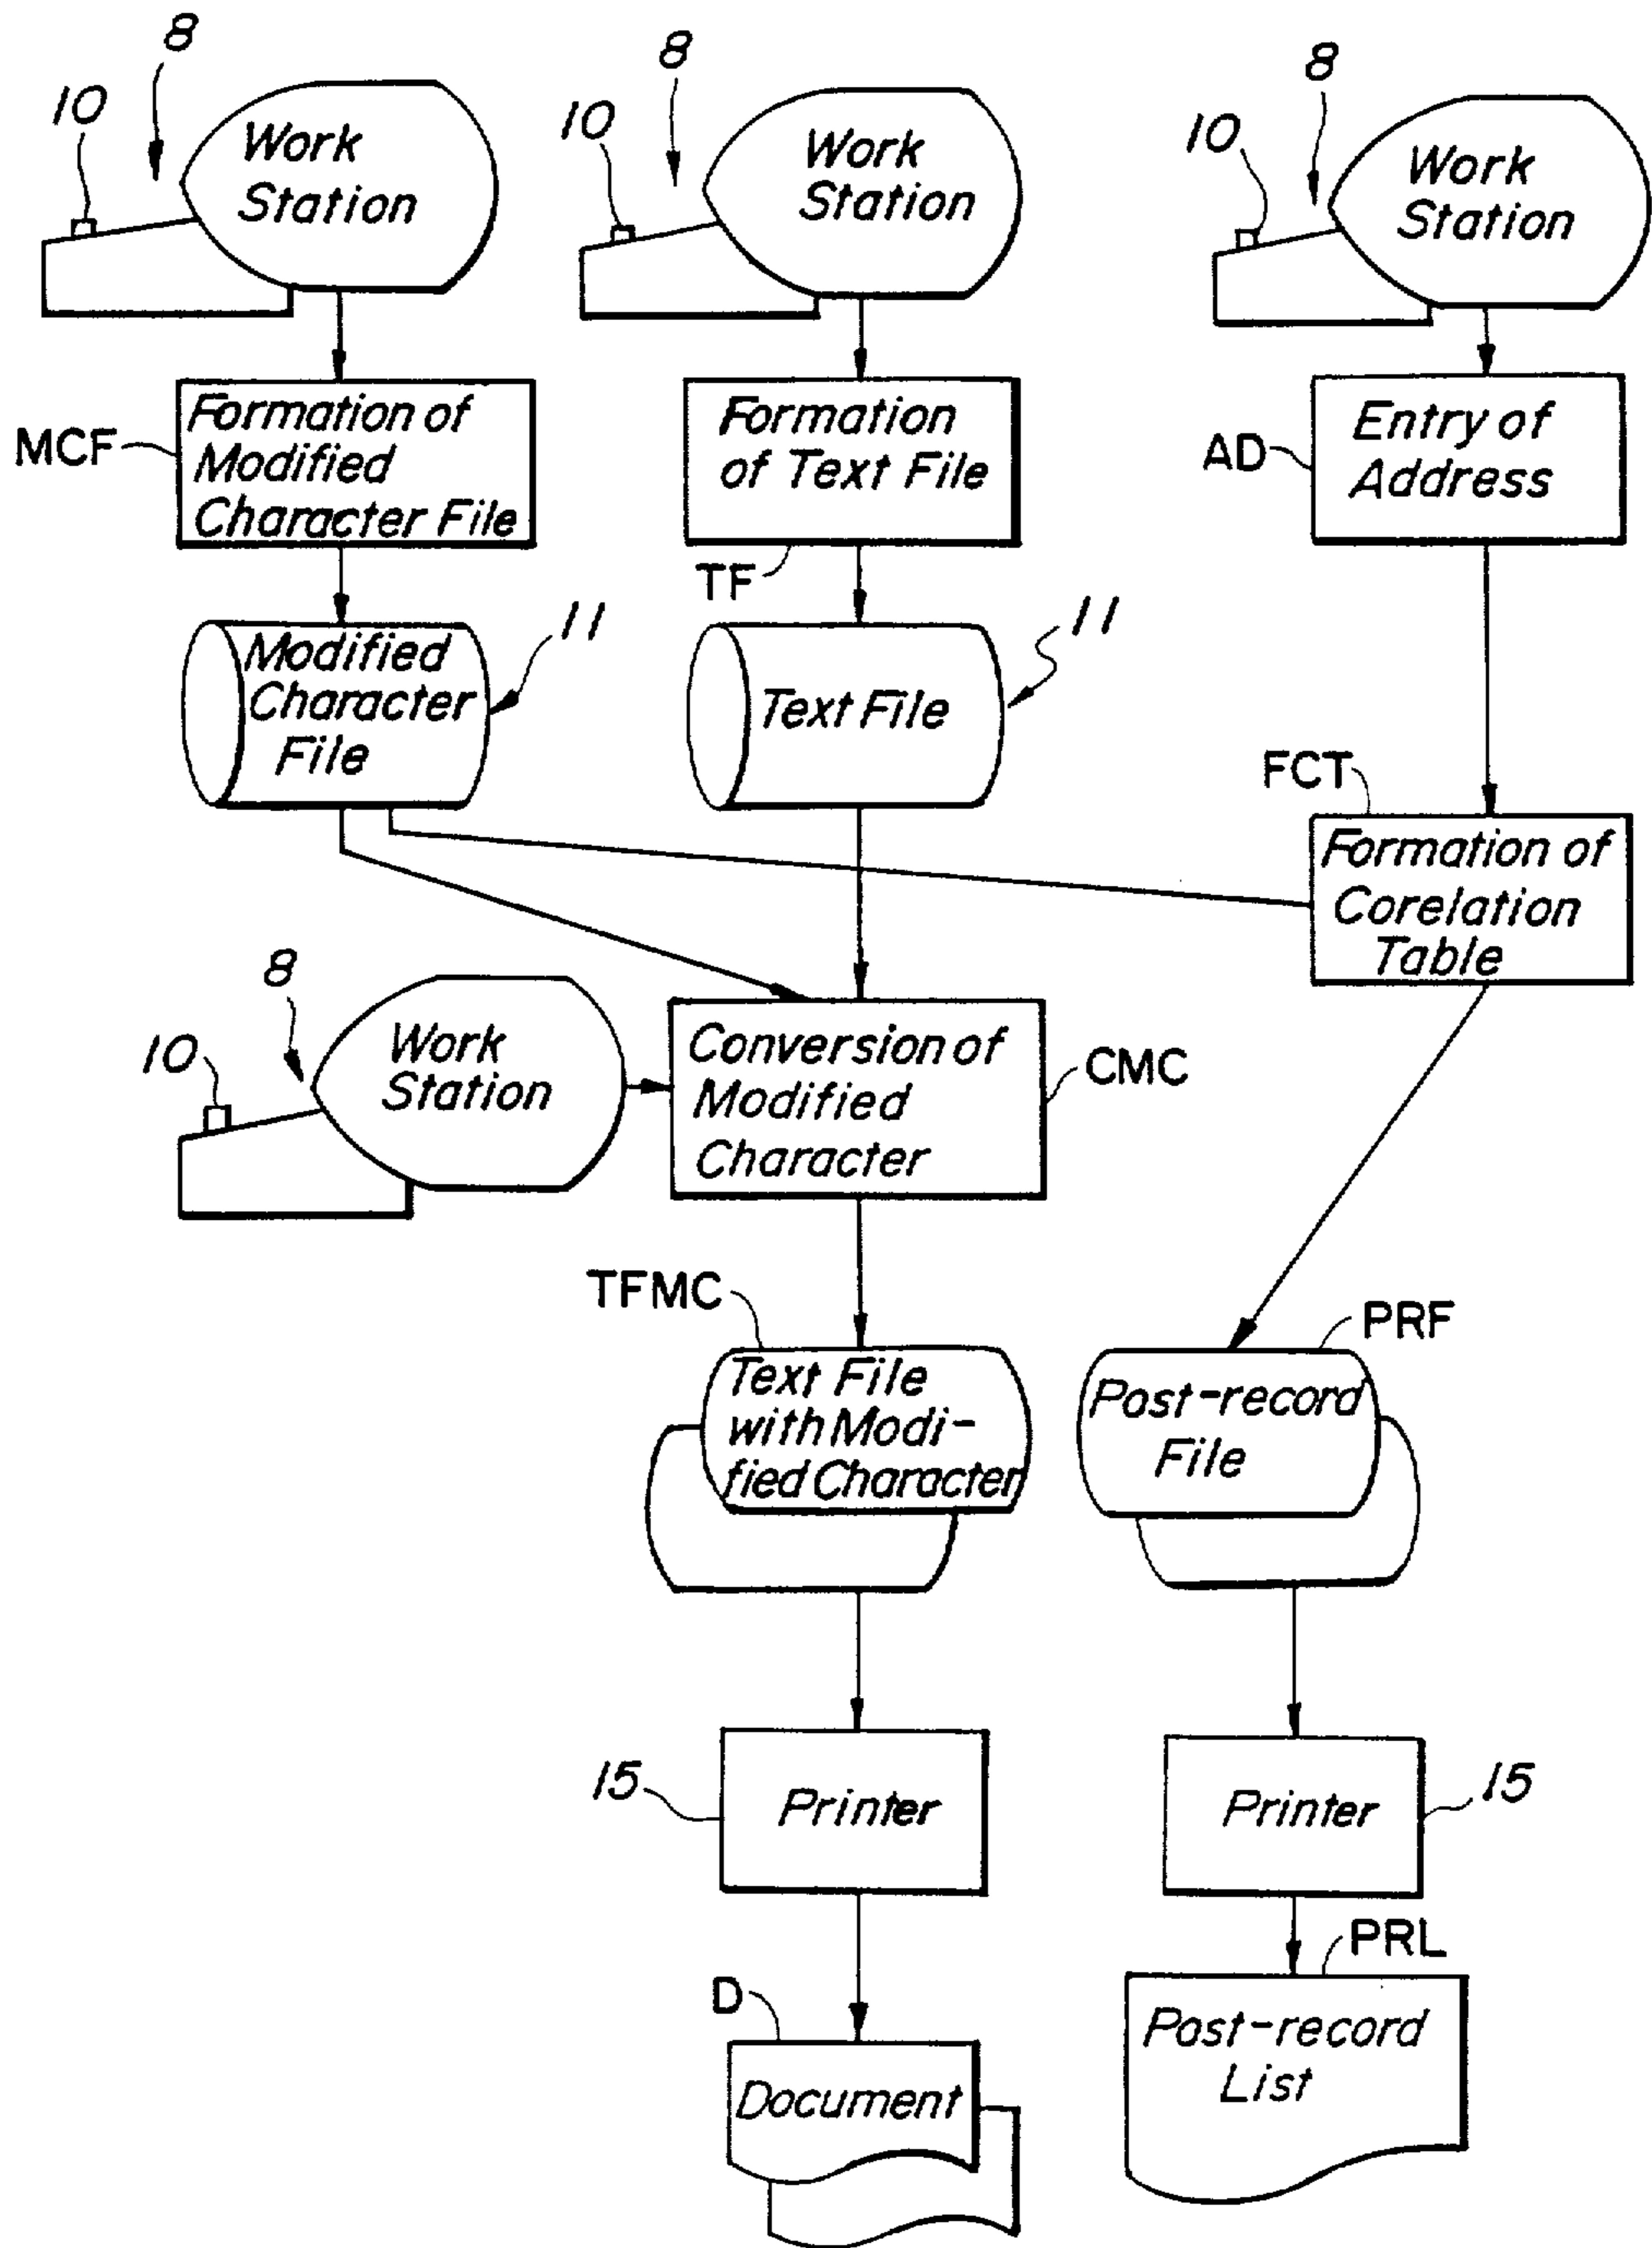 8
8
8
10
10
10
Work
Station
Work
Station
Work
Station
MCF
Formation of
Modified
Character File
Formation
of Text File
TF
AD
Entry of
Address
Modified
Character
File
11
Text File
11
FCT
Formation of
Corelation
Table
8
10
Work
Station
Conversion of
Modified
Character
CMC
TFMC
Text File
with Modi-
fied Character
PRF
Post-record
File
15
Printer
Printer
15
D
Document
PRL
Post-record
List